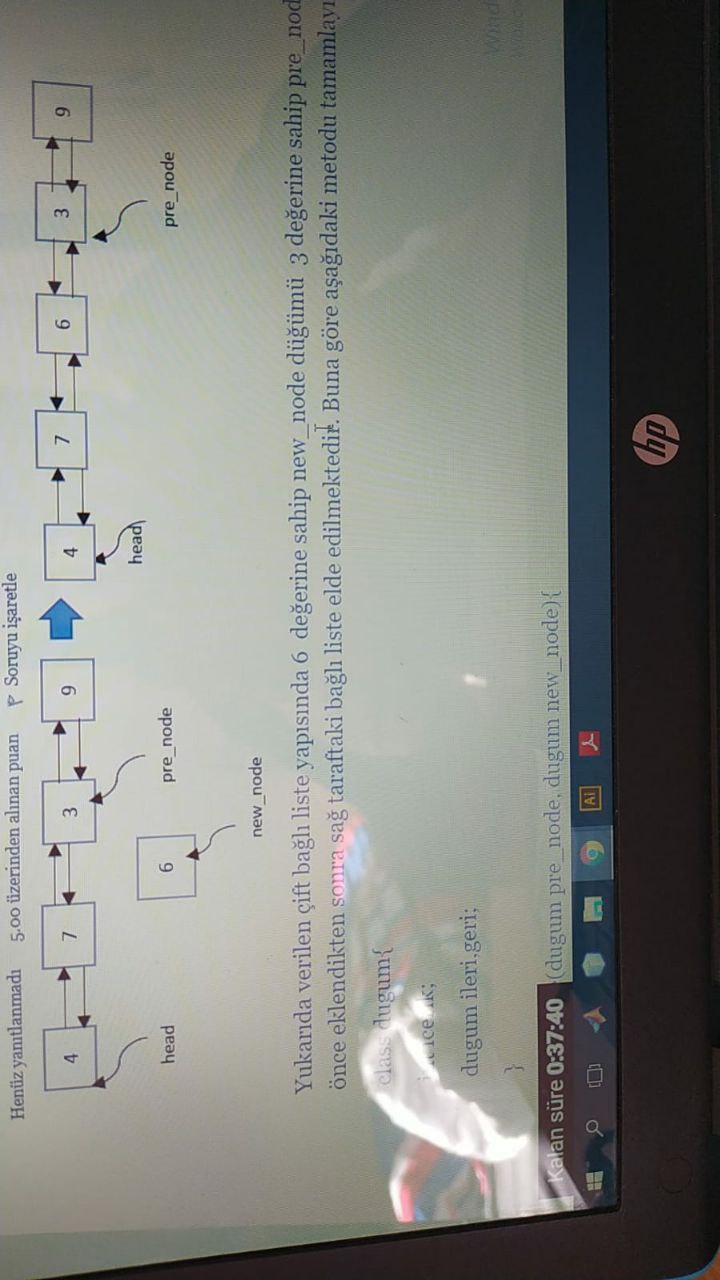 Henüz yanıtlanmadı 5,00 üzerinden alınan puan Soruyu işaretle
4 7 3 9 4 7 6 3 9
6
head pre_node head pre_node
new_node
Yukarıda verilen çift bağlı liste yapısında 6 değerine sahip new_node düğümü 3 değerine sahip pre_nod
önce eklendikten sonra sağ taraftaki bağlı liste elde edilmektedir. Buna göre aşağıdaki metodu tamamlayı
class dugum{
dugum ileri,geri;
}
(dugum pre_node, dugum new_node){
Kalan süre 0:37:40
Wind
Ai
hp